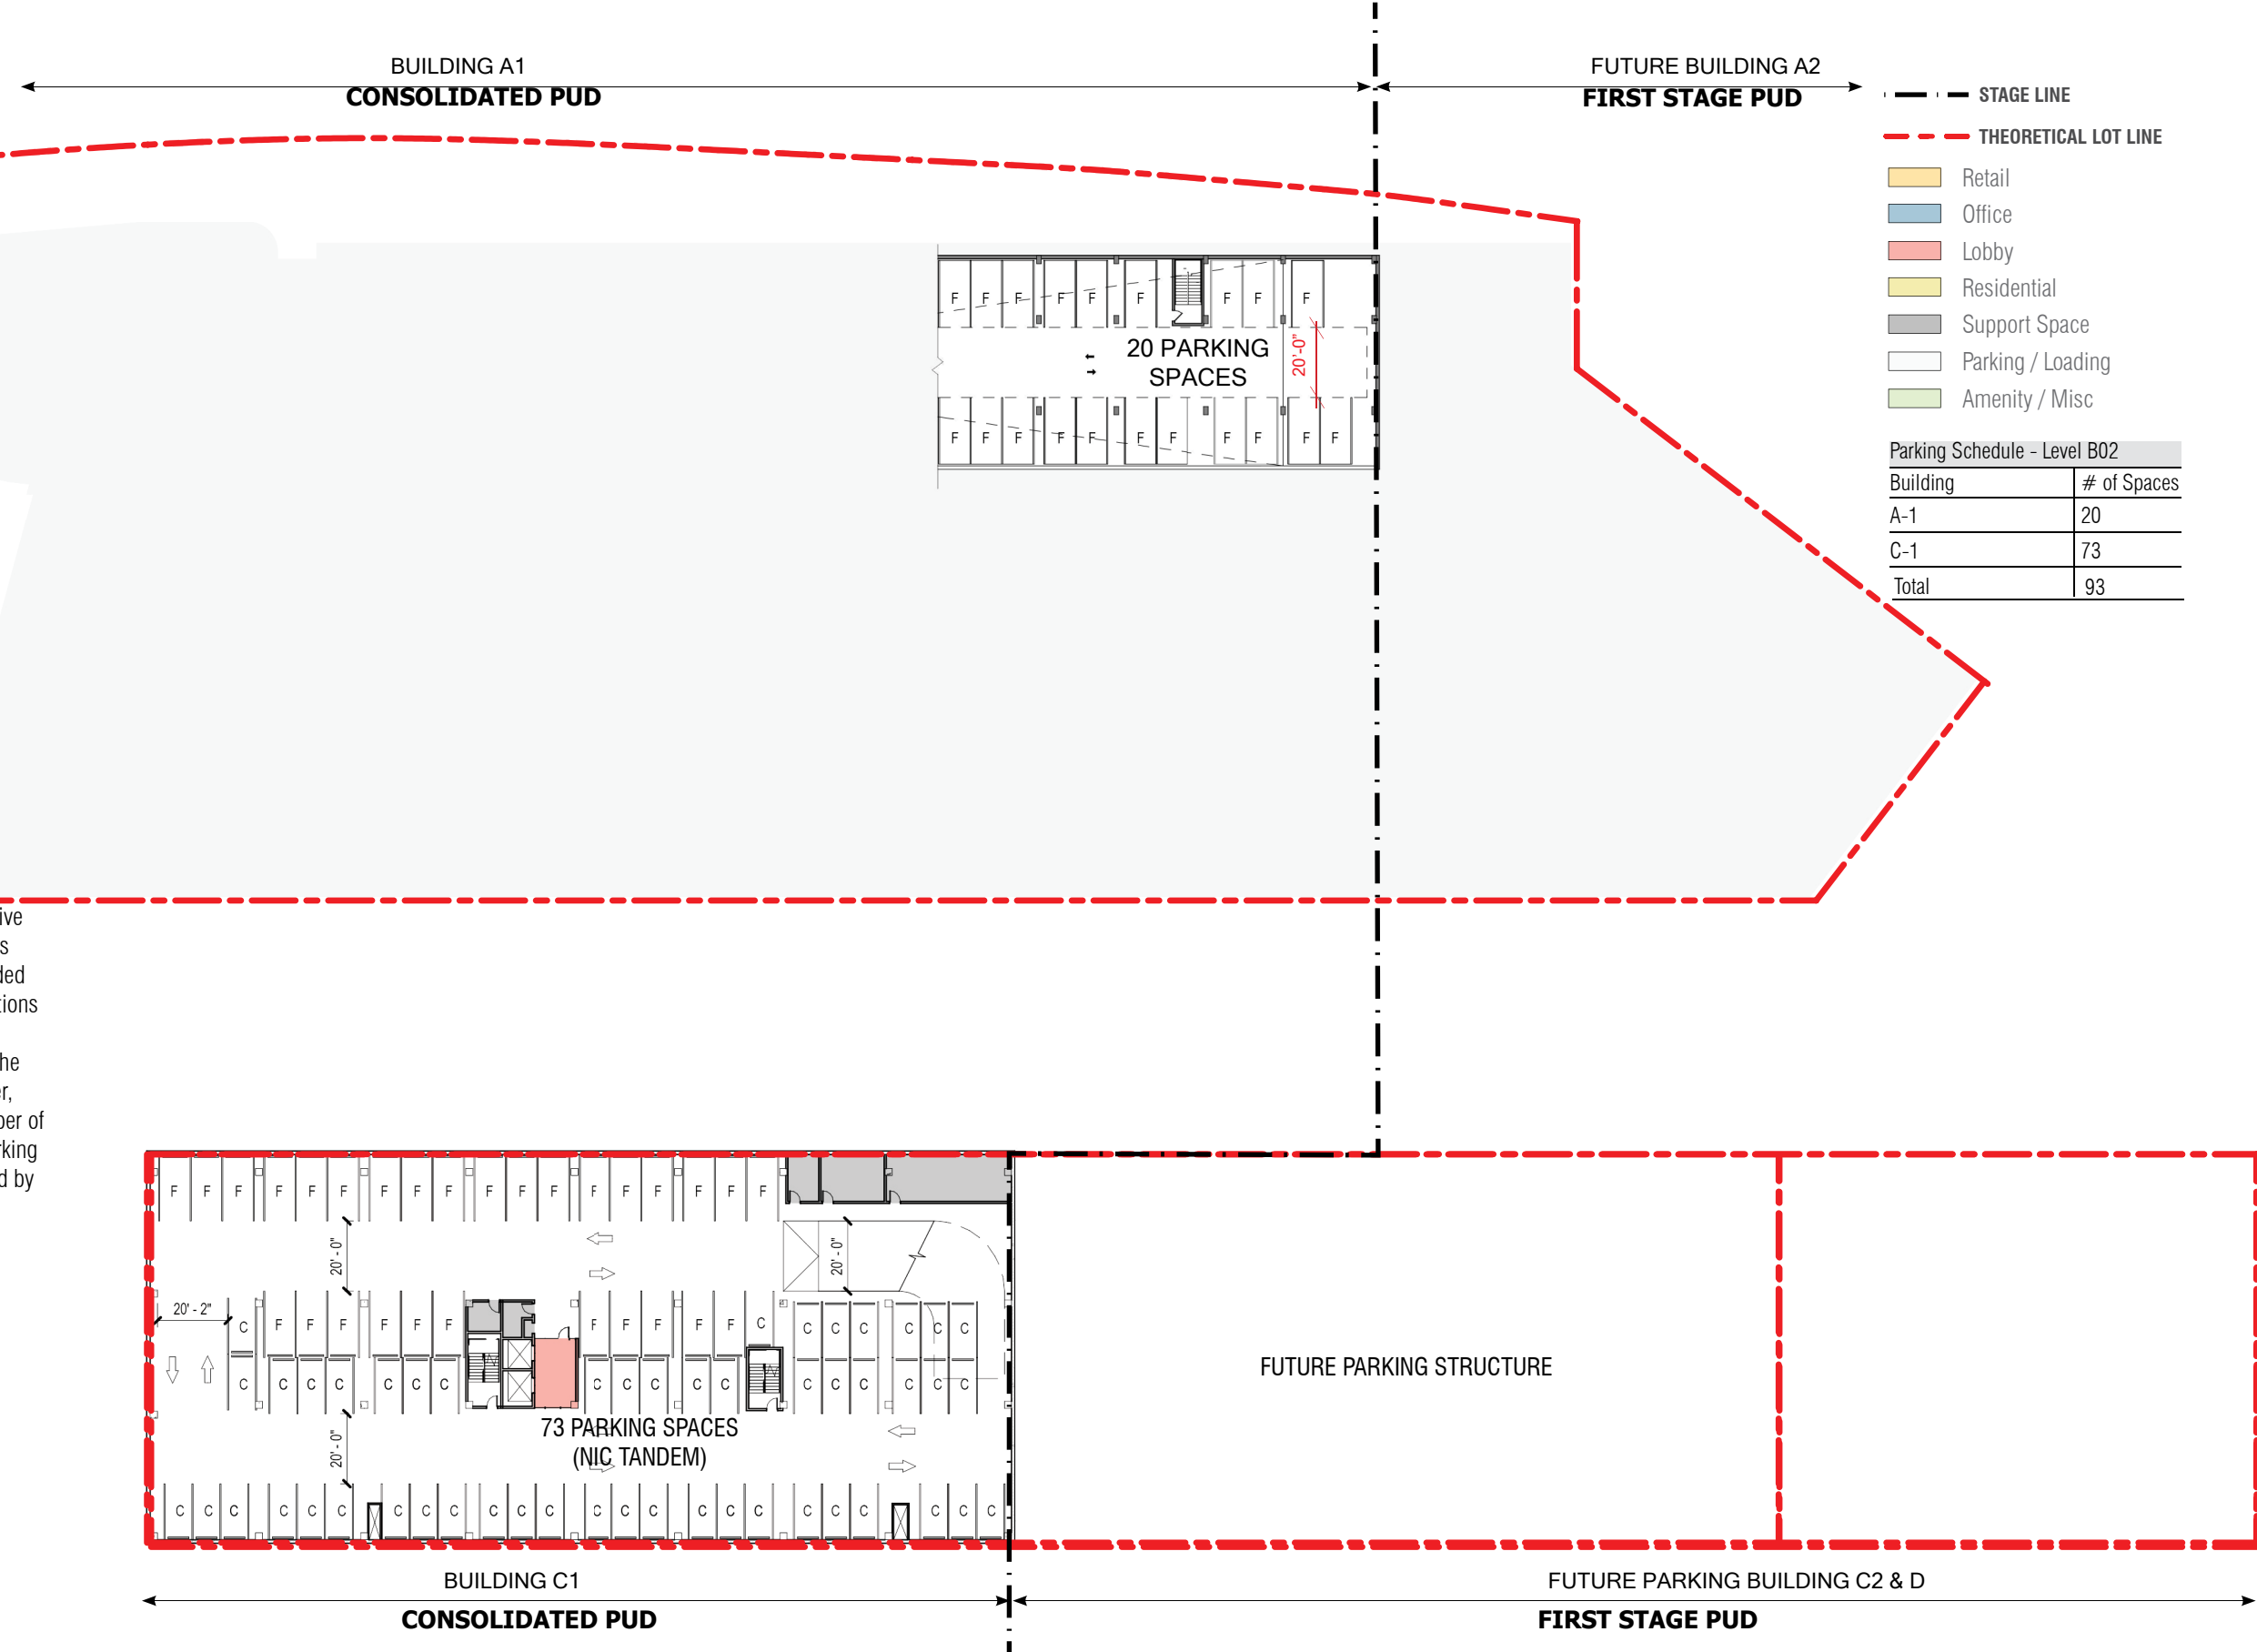 BUILDING A1
CONSOLIDATED PUD
FUTURE BUILDING A2
FIRST STAGE PUD
STAGE LINE
THEORETICAL LOT LINE
Retail
Office
Lobby
Residential
Support Space
Parking / Loading
Amenity / Misc
Parking Schedule - Level B02
Building # of Spaces
A-1 20
C-1 73
Total 93
F F F F F F F F F
20 PARKING
SPACES
20'-0"
F F F F F F F F F F F
ive
s
ded
tions
he
er,
ber of
rking
d by
F F F F F F F F F F F F F F F F F F
20' - 0"
20' - 0"
20' - 2"
C F F F F F F F F F F F C C C C C C C
C C C C C C C C C C C C C C C C C C
FUTURE PARKING STRUCTURE
73 PARKING SPACES
(NIC TANDEM)
20' - 0"
C C C C C C C C C C C C C C C C C C C C C C C C
BUILDING C1
CONSOLIDATED PUD
FUTURE PARKING BUILDING C2 & D
FIRST STAGE PUD